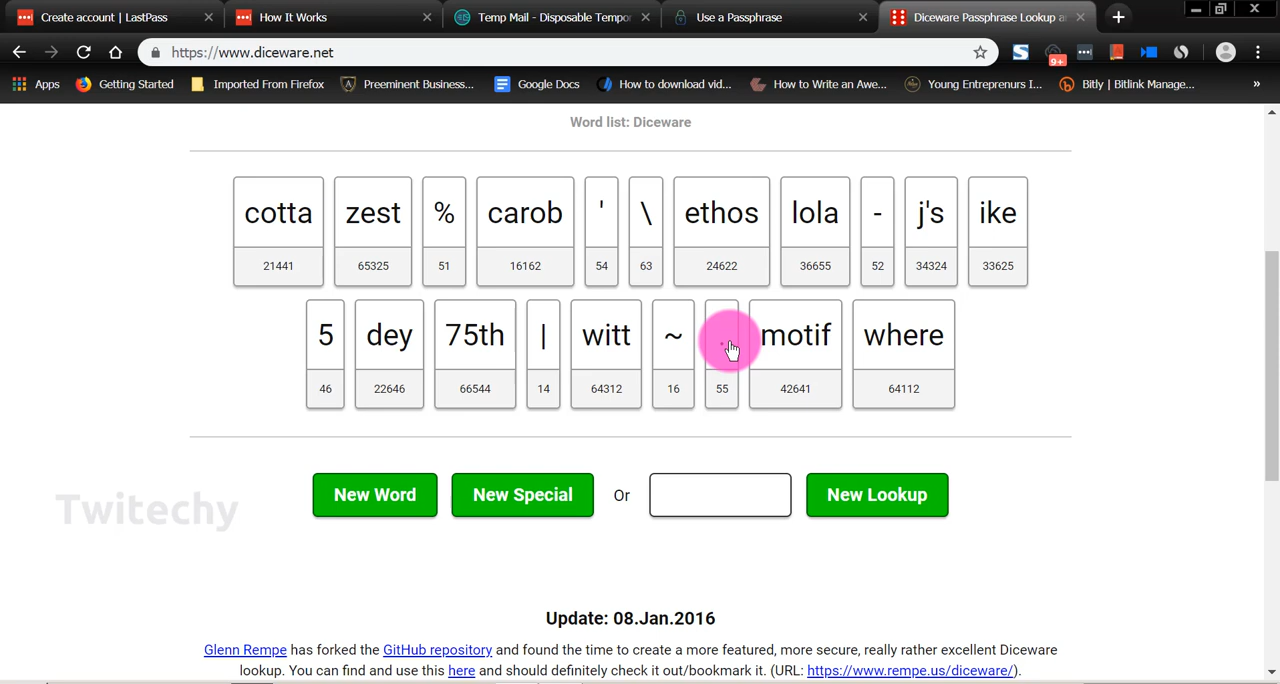 Create account | LastPass
How It Works
Temp Mail - Disposable Tempor
Use a Passphrase
Diceware Passphrase Lookup a
https://www.diceware.net
9+
Apps
Getting Started
Imported From Firefox
Preeminent Business...
Google Docs
How to download vid...
How to Write an Awe...
Young Entreprenurs I...
Bitly | Bitlink Manage...
»
Word list: Diceware
cotta zest % carob ' \ ethos lola - j's ike
21441 65325 51 16162 54 63 24622 36655 52 34324 33625
5 dey 75th | witt ~ . motif where
46 22646 66544 14 64312 16 55 42641 64112
New Word New Special Or New Lookup
Twitechy
Update: 08.Jan.2016
Glenn Rempe has forked the GitHub repository and found the time to create a more featured, more secure, really rather excellent Diceware
lookup. You can find and use this here and should definitely check it out/bookmark it. (URL: https://www.rempe.us/diceware/).